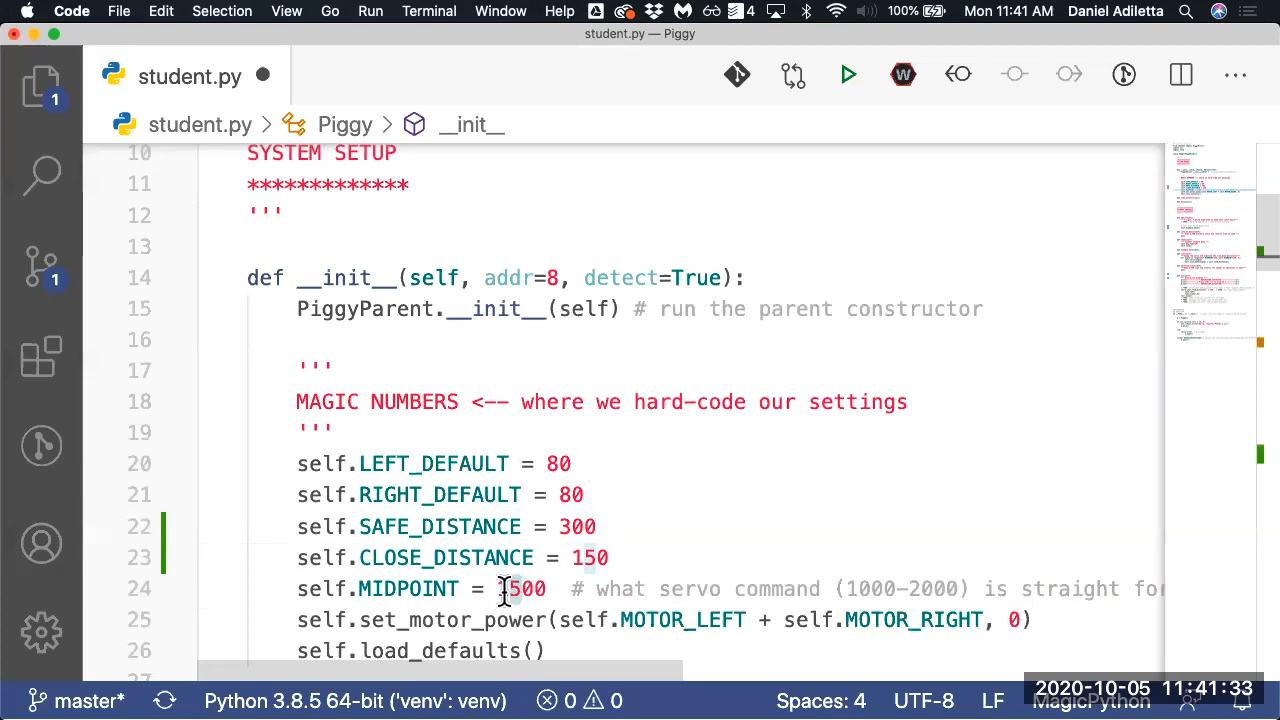 Code File Edit Selection View Go Run Terminal Window Help 4 100% Mon 11:41 AM Daniel Adiletta
student.py — Piggy
student.py
student.py > Piggy > __init__
1
1
10 SYSTEM SETUP
11 *************
12 '''
13
14 def __init__(self, addr=8, detect=True):
15 PiggyParent.__init__(self) # run the parent constructor
16
17 '''
18 MAGIC NUMBERS <-- where we hard-code our settings
19 '''
20 self.LEFT_DEFAULT = 80
21 self.RIGHT_DEFAULT = 80
22 self.SAFE_DISTANCE = 300
23 self.CLOSE_DISTANCE = 150
24 self.MIDPOINT = 1500 # what servo command (1000-2000) is straight for
25 self.set_motor_power(self.MOTOR_LEFT + self.MOTOR_RIGHT, 0)
26 self.load_defaults()
27
master* Python 3.8.5 64-bit ('venv': venv) 0 0 Spaces: 4 UTF-8 LF MagicPython
2020-10-05 11:41:33